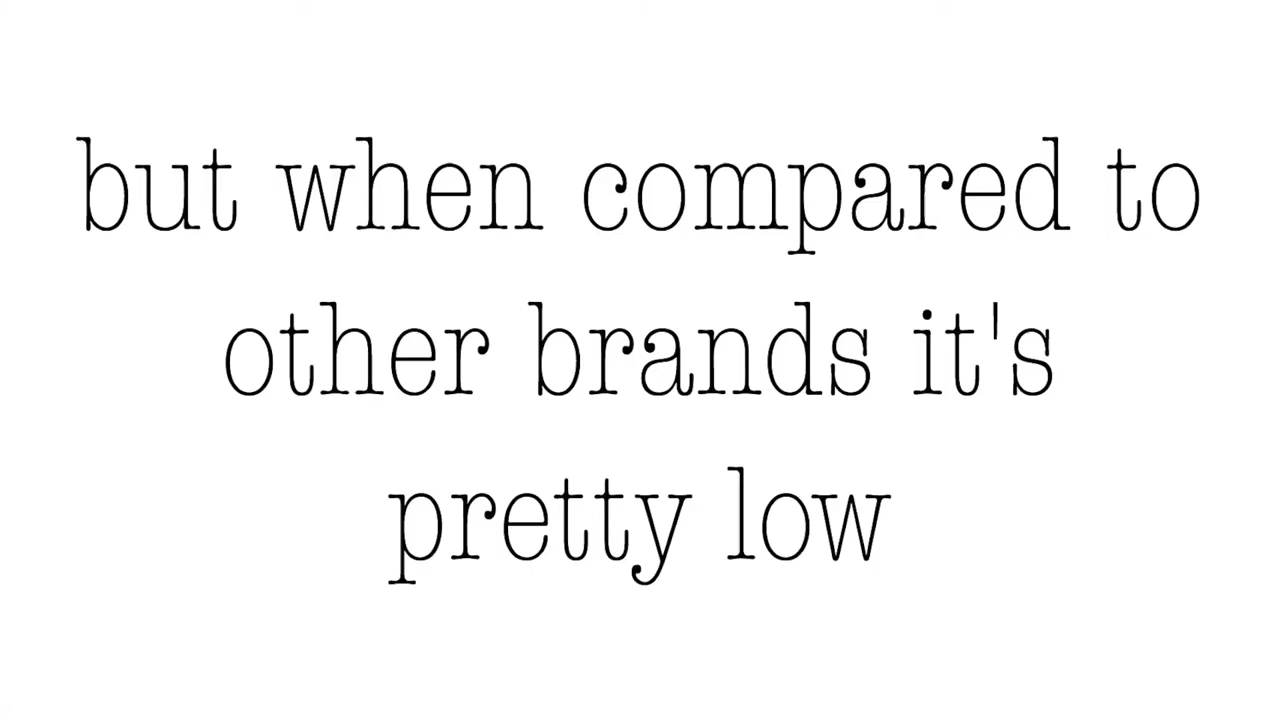 but when compared to
other brands it's
pretty low